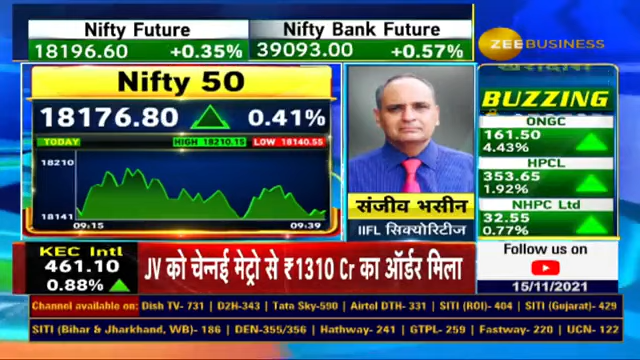 Nifty Future
18196.60 +0.35%
Nifty Bank Future
39093.00 +0.57%
ZEE BUSINESS
Nifty 50
18176.80 0.41%
TODAY HIGH 18210.15 LOW 18140.55
18210
18141
09:15 09:39
संजीव भसीन
IIFL सिक्योरिटीज
BUZZING
ONGC
161.50
4.43%
HPCL
353.65
1.92%
NHPC Ltd
32.55
0.77%
KEC Intl
461.10
0.88%
JV को चेन्नई मेट्रो से ₹1310 Cr का ऑर्डर मिला
Follow us on
15/11/2021
Channel available on: Dish TV- 731 | D2H-343 | Tata Sky-590 | Airtel DTH- 331 | SITI (ROI)- 404 | SITI (Gujarat)- 429
SITI (Bihar & Jharkhand, WB)- 186 | DEN-355/356 | Hathway- 241 | GTPL- 259 | Fastway- 220 | UCN- 122